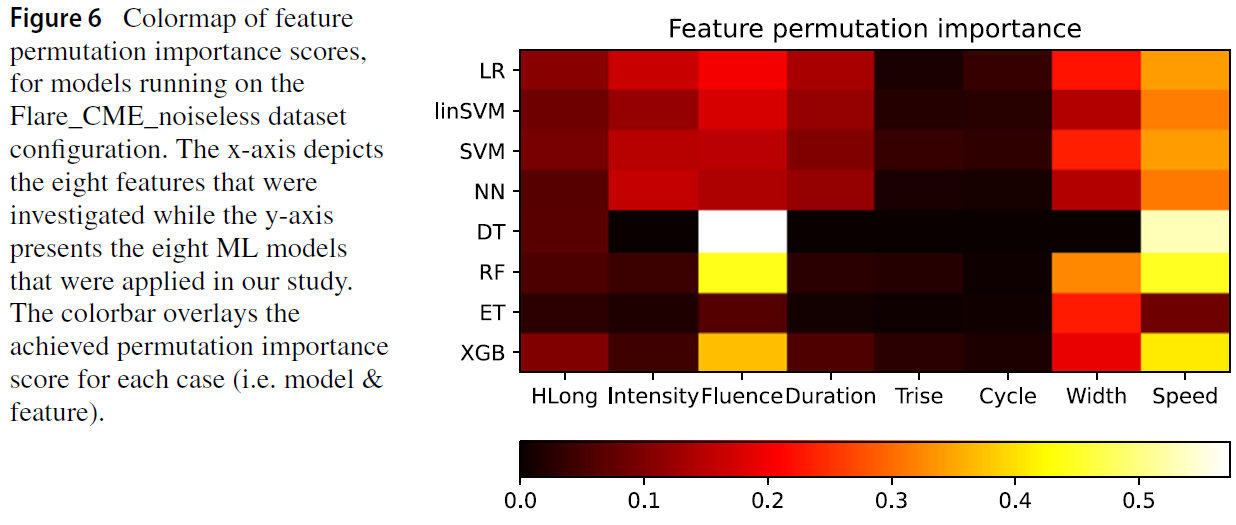 Figure 6 Colormap of feature
permutation importance scores,
for models running on the
Flare_CME_noiseless dataset
configuration. The x-axis depicts
the eight features that were
investigated while the y-axis
presents the eight ML models
that were applied in our study.
The colorbar overlays the
achieved permutation importance
score for each case (i.e. model &
feature).
Feature permutation importance
LR
linSVM
SVM
NN
DT
RF
ET
XGB
HLong Intensity Fluence Duration Trise Cycle Width Speed
0.0 0.1 0.2 0.3 0.4 0.5